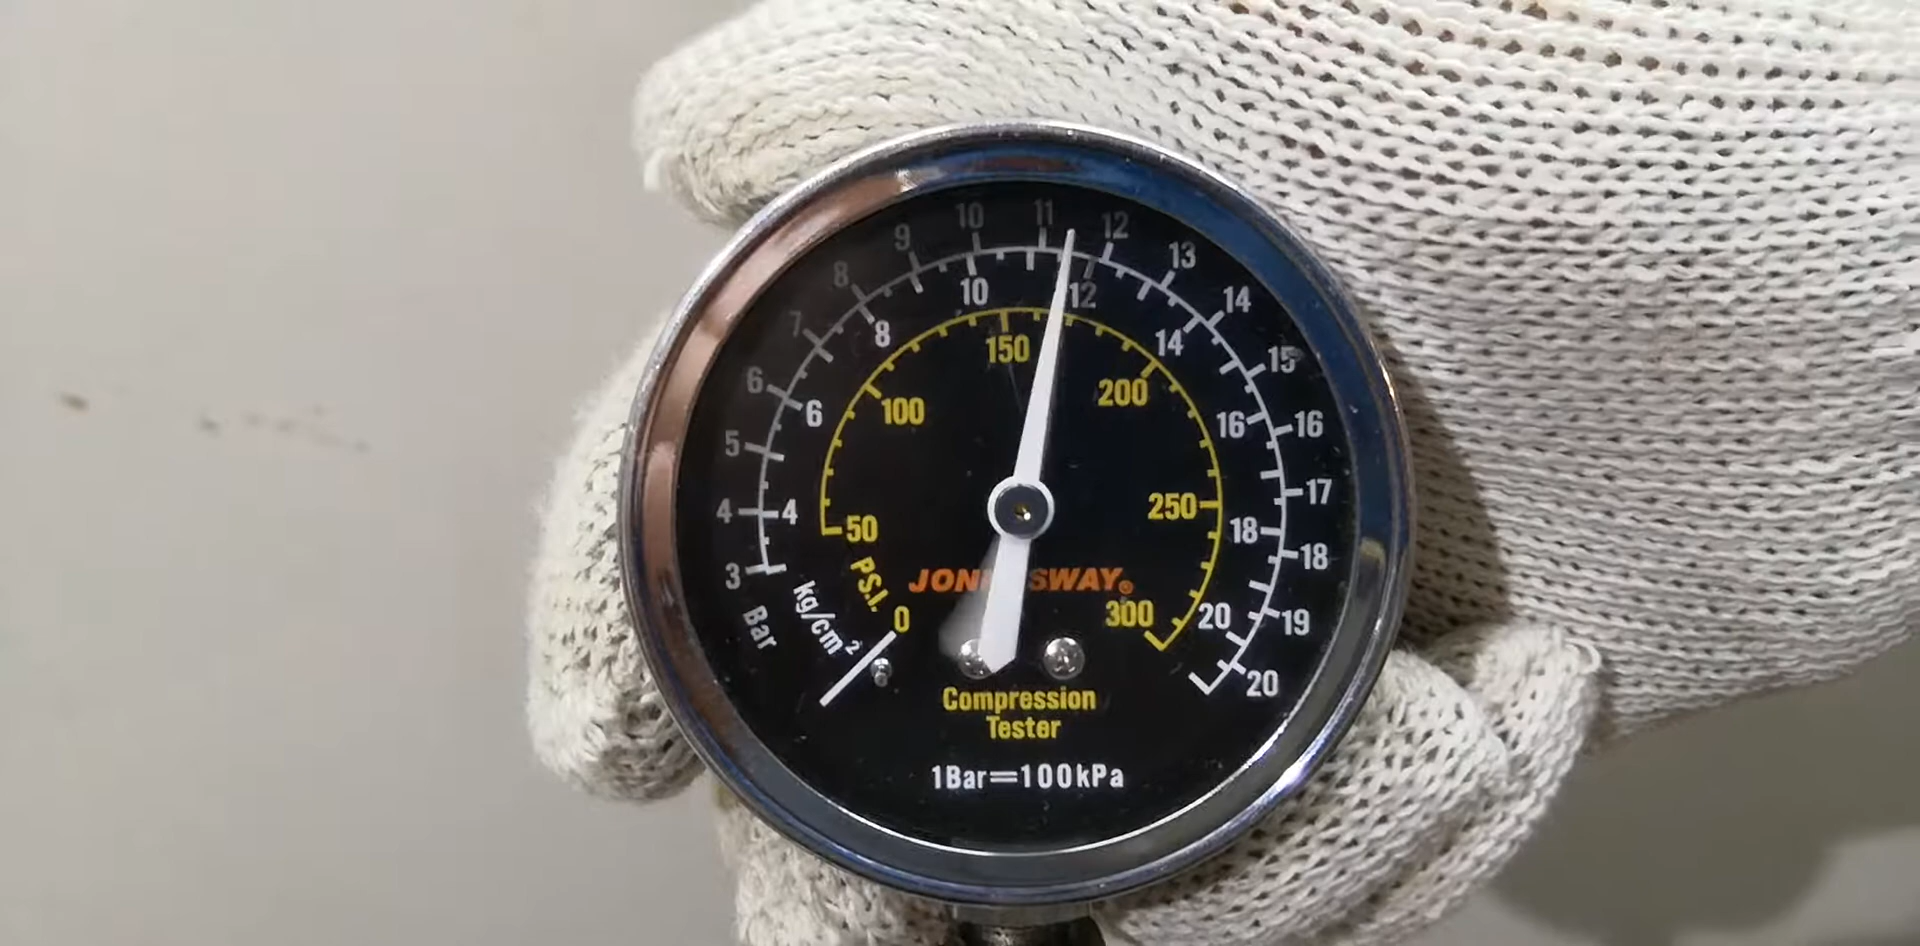 10 11 12
9 13
8 14
7 15
6 16
5 17
4 18
3 19
20
Bar
4 6 8 10 12 14 16 18 20
kg/cm²
0 50 100 150 200 250 300
P.S.I.
JON SWAY®
Compression
Tester
1Bar=100kPa